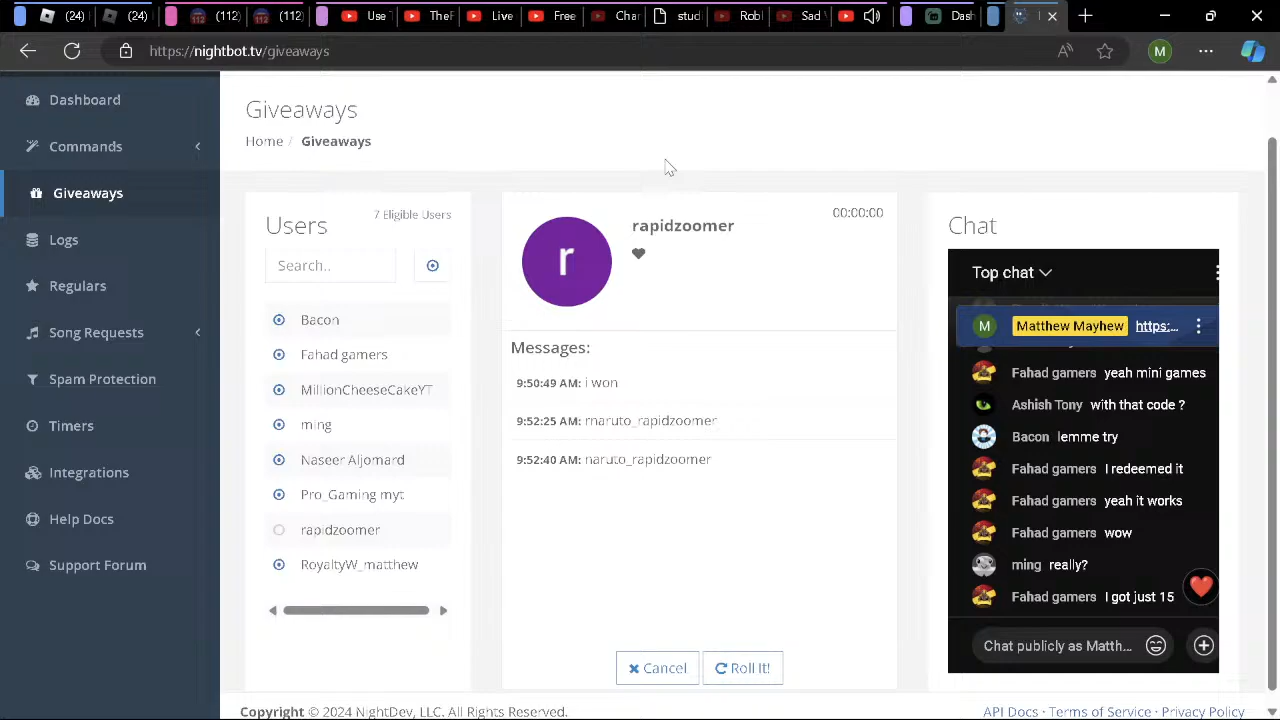 (24)
(24)
(112)
(112)
Use
TheF
Live
Free
Char
stud
Robl
Sad
Dash
https://nightbot.tv/giveaways
M
Dashboard
Commands
Giveaways
Logs
Regulars
Song Requests
Spam Protection
Timers
Integrations
Help Docs
Support Forum
Giveaways
Home / Giveaways
Users
7 Eligible Users
Search..
Bacon
Fahad gamers
MillionCheeseCakeYT
ming
Naseer Aljomard
Pro_Gaming myt
rapidzoomer
RoyaltyW_matthew
r
rapidzoomer
00:00:00
Messages:
9:50:49 AM: i won
9:52:25 AM: rnaruto_rapidzoomer
9:52:40 AM: naruto_rapidzoomer
Cancel
Roll It!
Chat
Top chat
M Matthew Mayhew https:...
Fahad gamers yeah mini games
Ashish Tony with that code ?
Bacon lemme try
Fahad gamers I redeemed it
Fahad gamers yeah it works
Fahad gamers wow
ming really?
Fahad gamers I got just 15
Chat publicly as Matth...
Copyright © 2024 NightDev, LLC. All Rights Reserved.
API Docs · Terms of Service · Privacy Policy